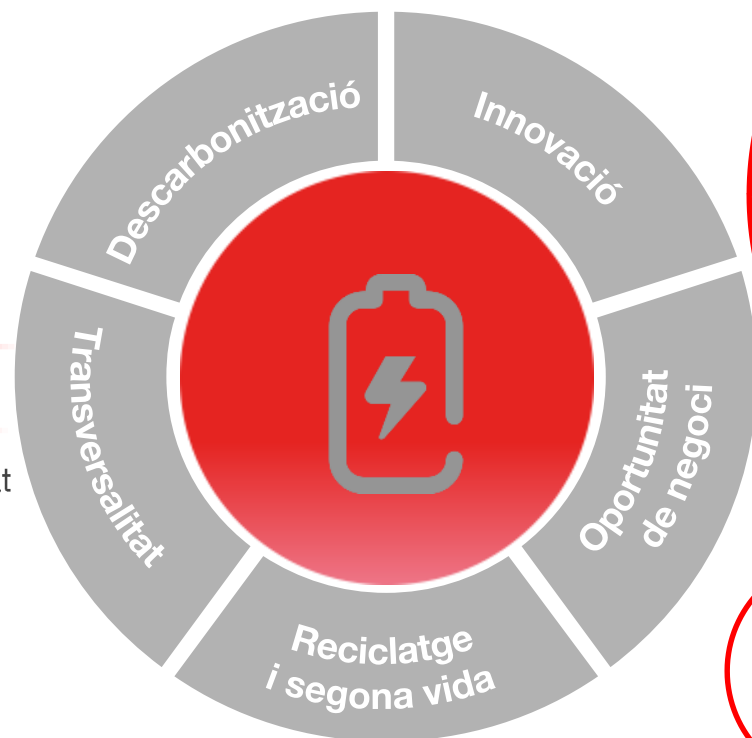 Descarbonització
Innovació
Transversalitat
Oportunitat
de negoci
Reciclatge
i segona vida